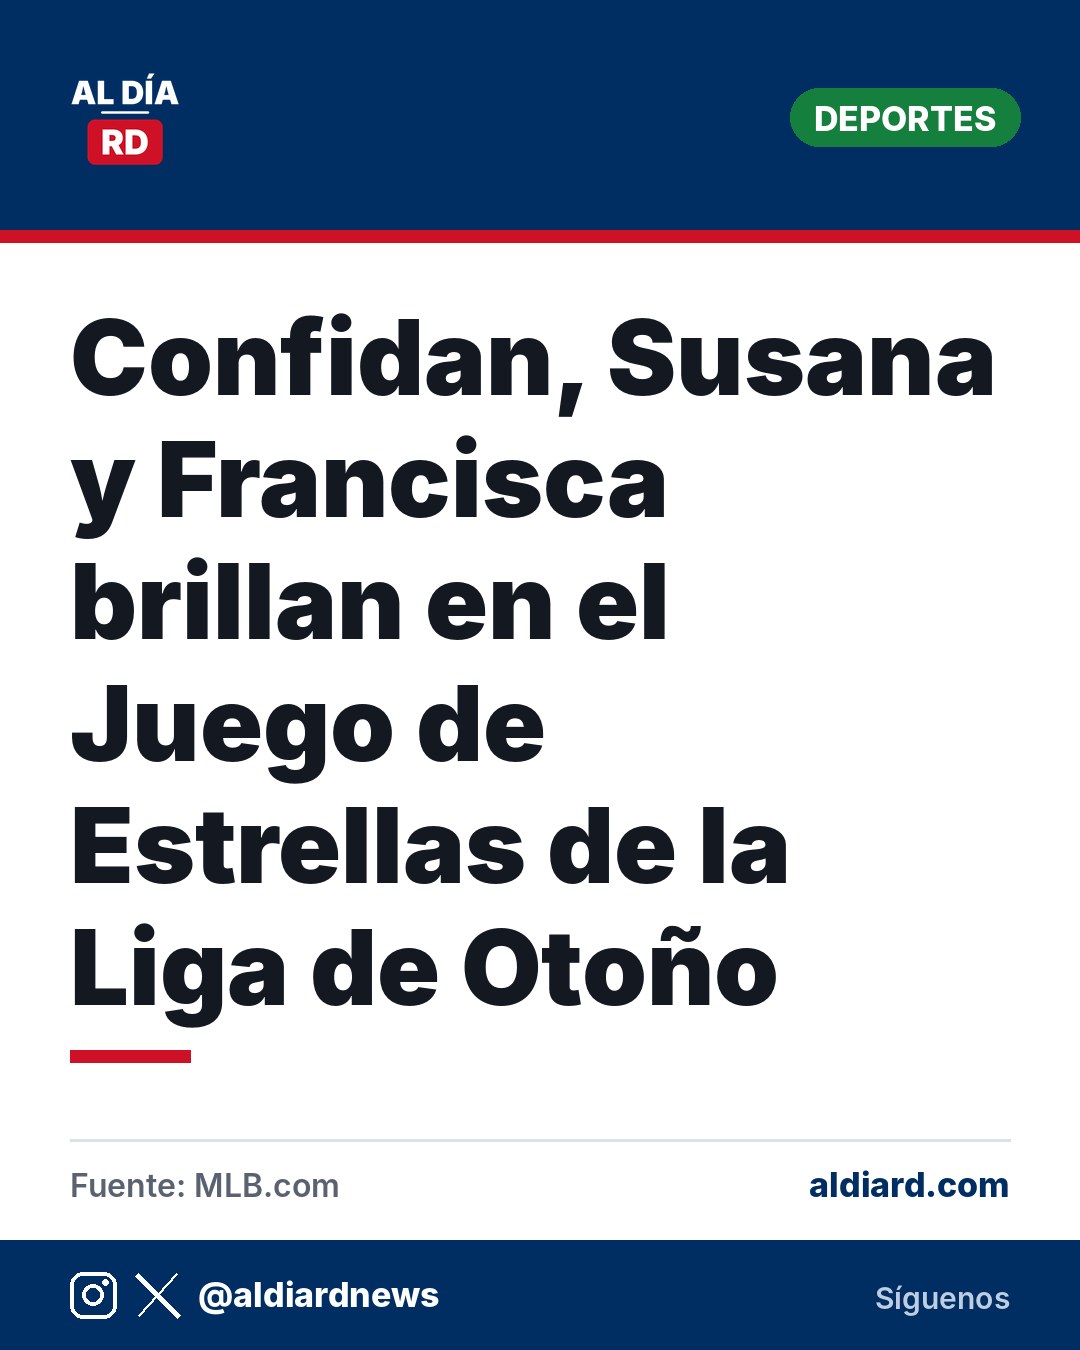 AL DÍA
RD
DEPORTES
Confidan, Susana
y Francisca
brillan en el
Juego de
Estrellas de la
Liga de Otoño
Fuente: MLB.com
aldiard.com
@aldiardnews
Síguenos